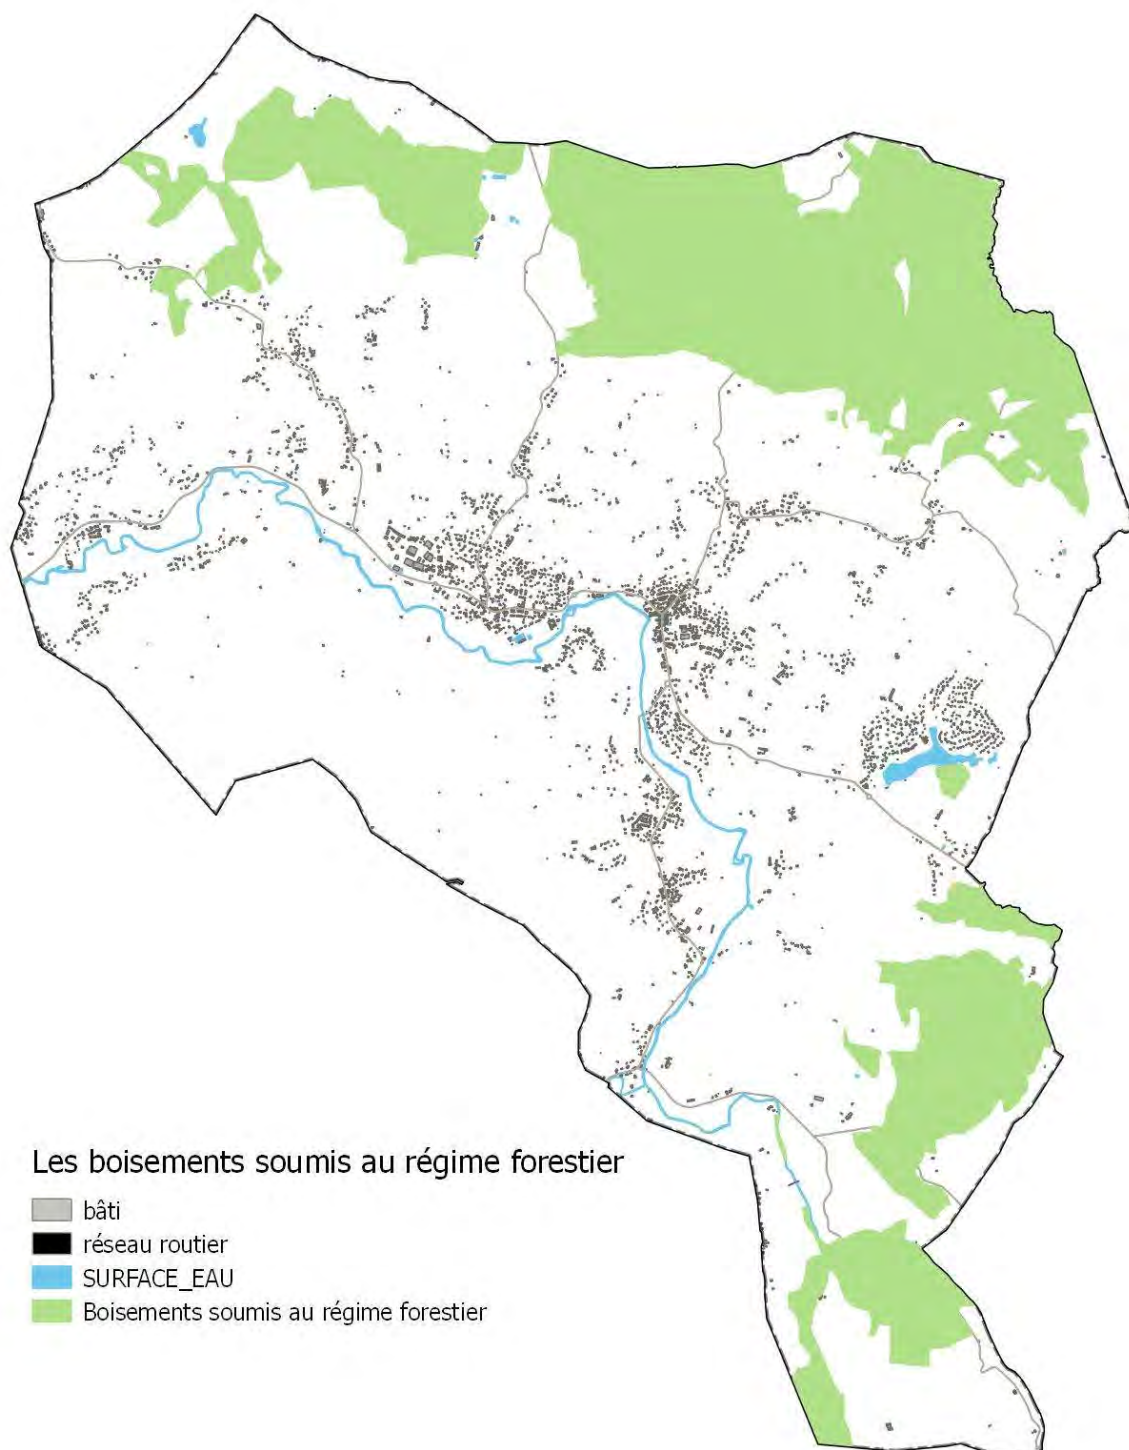 Les boisements soumis au régime forestier
bâti
réseau routier
SURFACE_EAU
Boisements soumis au régime forestier